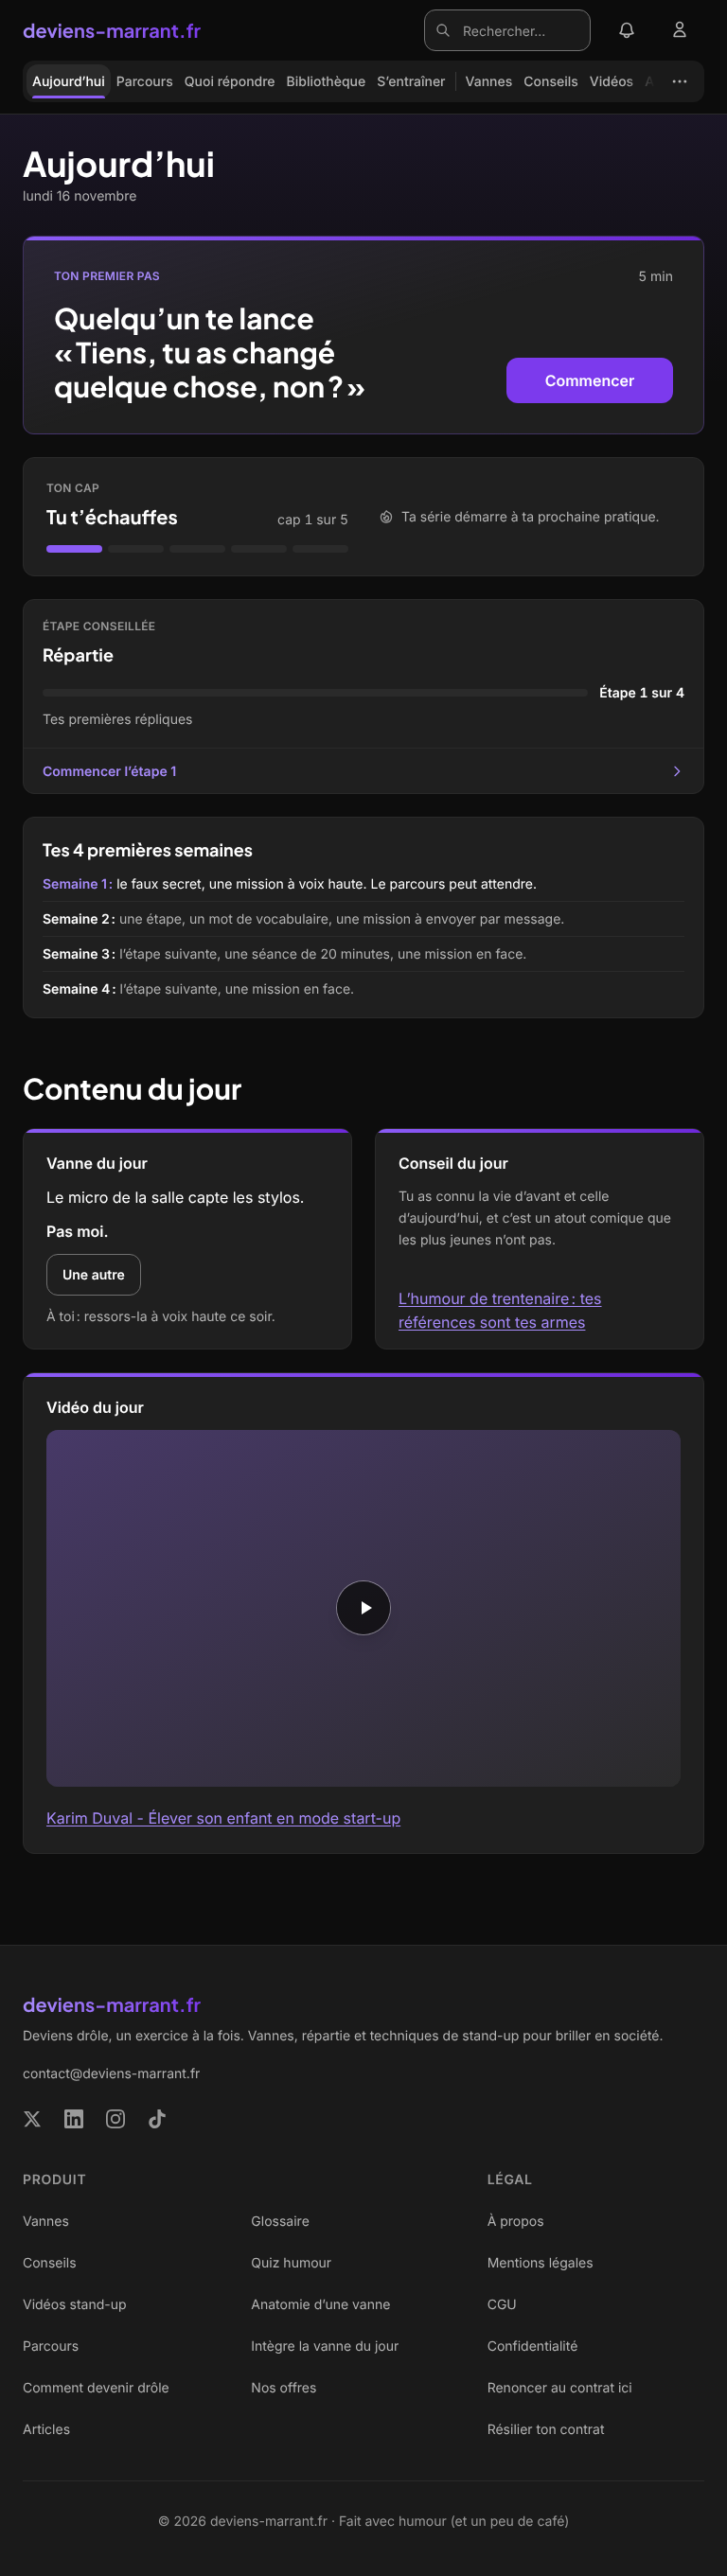 deviens-marrant.fr
Rechercher...
Aujourd’hui Parcours Quoi répondre Bibliothèque S’entraîner Vannes Conseils Vidéos
Aujourd’hui
lundi 16 novembre
TON PREMIER PAS
5 min
Quelqu’un te lance
« Tiens, tu as changé
quelque chose, non ? »
Commencer
TON CAP
Tu t’échauffes
cap 1 sur 5
Ta série démarre à ta prochaine pratique.
ÉTAPE CONSEILLÉE
Répartie
Étape 1 sur 4
Tes premières répliques
Commencer l’étape 1
Tes 4 premières semaines
Semaine 1 : le faux secret, une mission à voix haute. Le parcours peut attendre.
Semaine 2 : une étape, un mot de vocabulaire, une mission à envoyer par message.
Semaine 3 : l’étape suivante, une séance de 20 minutes, une mission en face.
Semaine 4 : l’étape suivante, une mission en face.
Contenu du jour
Vanne du jour
Le micro de la salle capte les stylos.
Pas moi.
Une autre
À toi : ressors-la à voix haute ce soir.
Conseil du jour
Tu as connu la vie d’avant et celle
d’aujourd’hui, et c’est un atout comique que
les plus jeunes n’ont pas.
L’humour de trentenaire : tes
références sont tes armes
Vidéo du jour
Karim Duval - Élever son enfant en mode start-up
deviens-marrant.fr
Deviens drôle, un exercice à la fois. Vannes, répartie et techniques de stand-up pour briller en société.
contact@deviens-marrant.fr
PRODUIT
Vannes
Conseils
Vidéos stand-up
Parcours
Comment devenir drôle
Articles
Glossaire
Quiz humour
Anatomie d’une vanne
Intègre la vanne du jour
Nos offres
LÉGAL
À propos
Mentions légales
CGU
Confidentialité
Renoncer au contrat ici
Résilier ton contrat
© 2026 deviens-marrant.fr · Fait avec humour (et un peu de café)